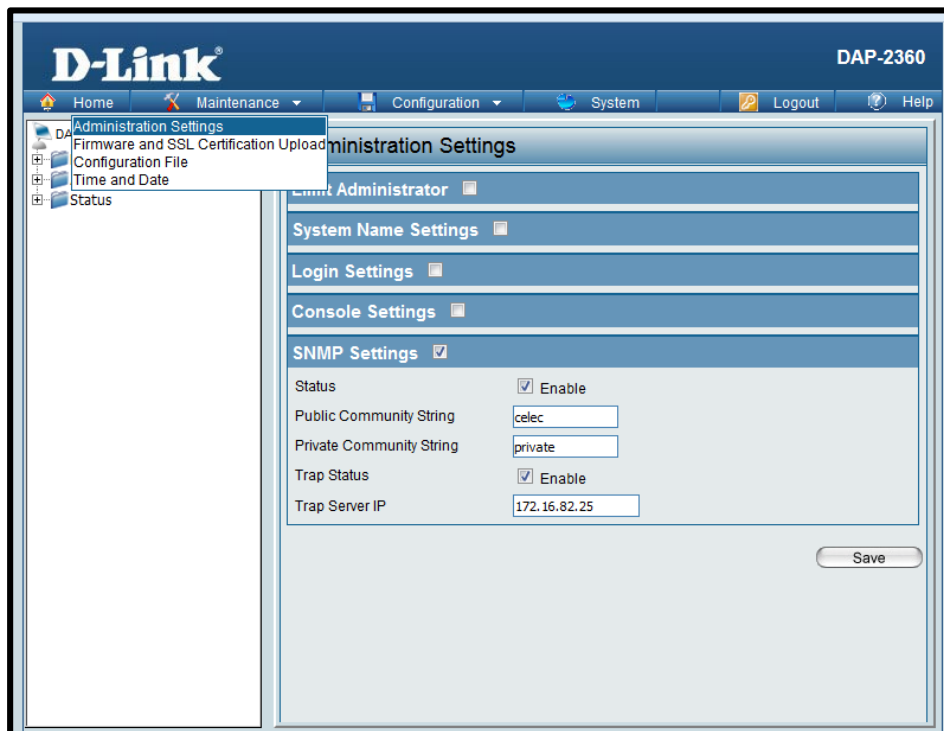 D-Link®
DAP-2360
Home Maintenance Configuration System Logout Help
Administration Settings
Firmware and SSL Certification Upload
Configuration File
Time and Date
DA
Status
ministration Settings
Limit Administrator
System Name Settings
Login Settings
Console Settings
SNMP Settings
Status Enable
Public Community String celec
Private Community String private
Trap Status Enable
Trap Server IP 172.16.82.25
Save